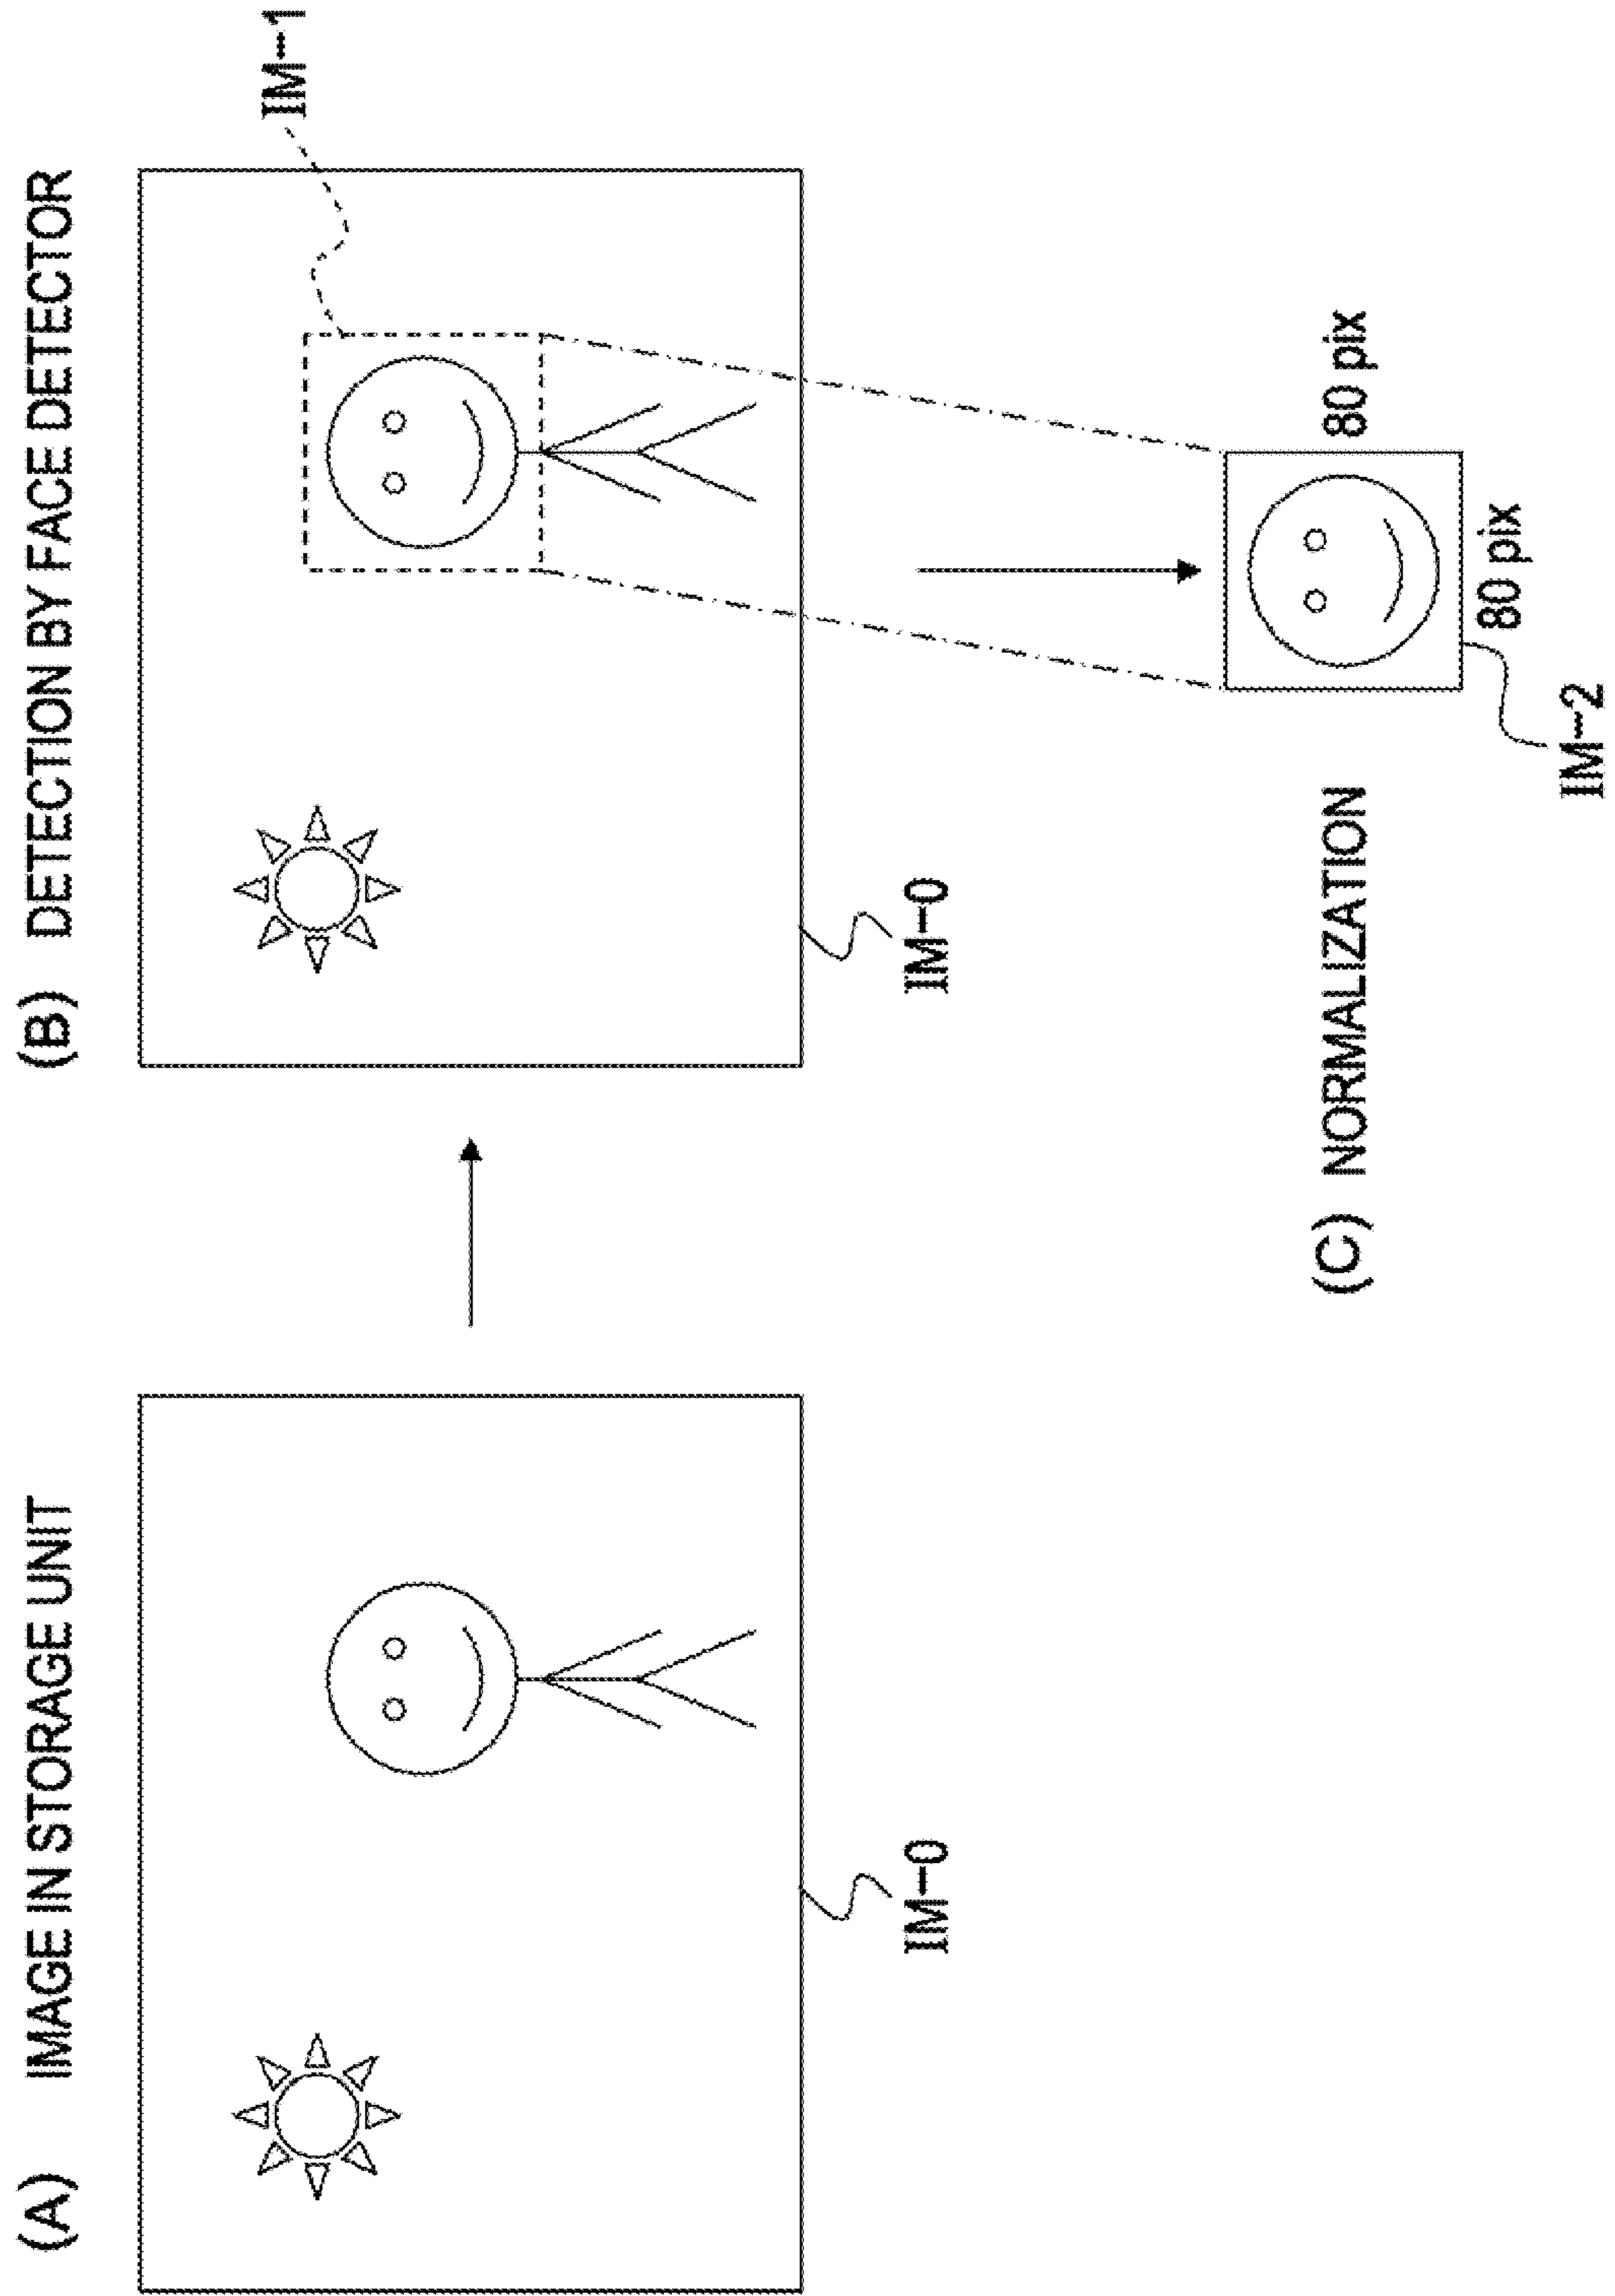 (A) IMAGE IN STORAGE UNIT
IM-0
(B) DETECTION BY FACE DETECTOR
IM-1
IM-0
(C) NORMALIZATION
80 pix
80 pix
IM-2